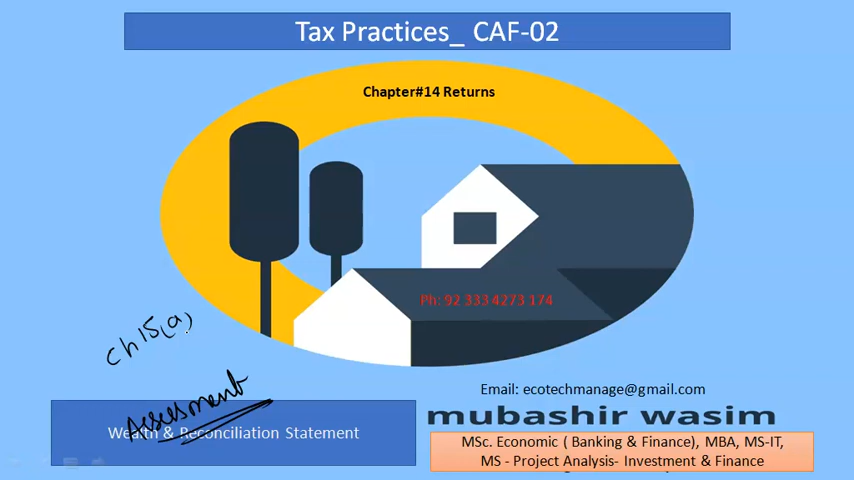 Tax Practices_ CAF-02
Chapter#14 Returns
Ph: 92 333 4273 174
Ch 15(a)
Assessment
Wealth & Reconciliation Statement
Email: ecotechmanage@gmail.com
mubashir wasim
MSc. Economic ( Banking & Finance), MBA, MS-IT,
MS - Project Analysis- Investment & Finance